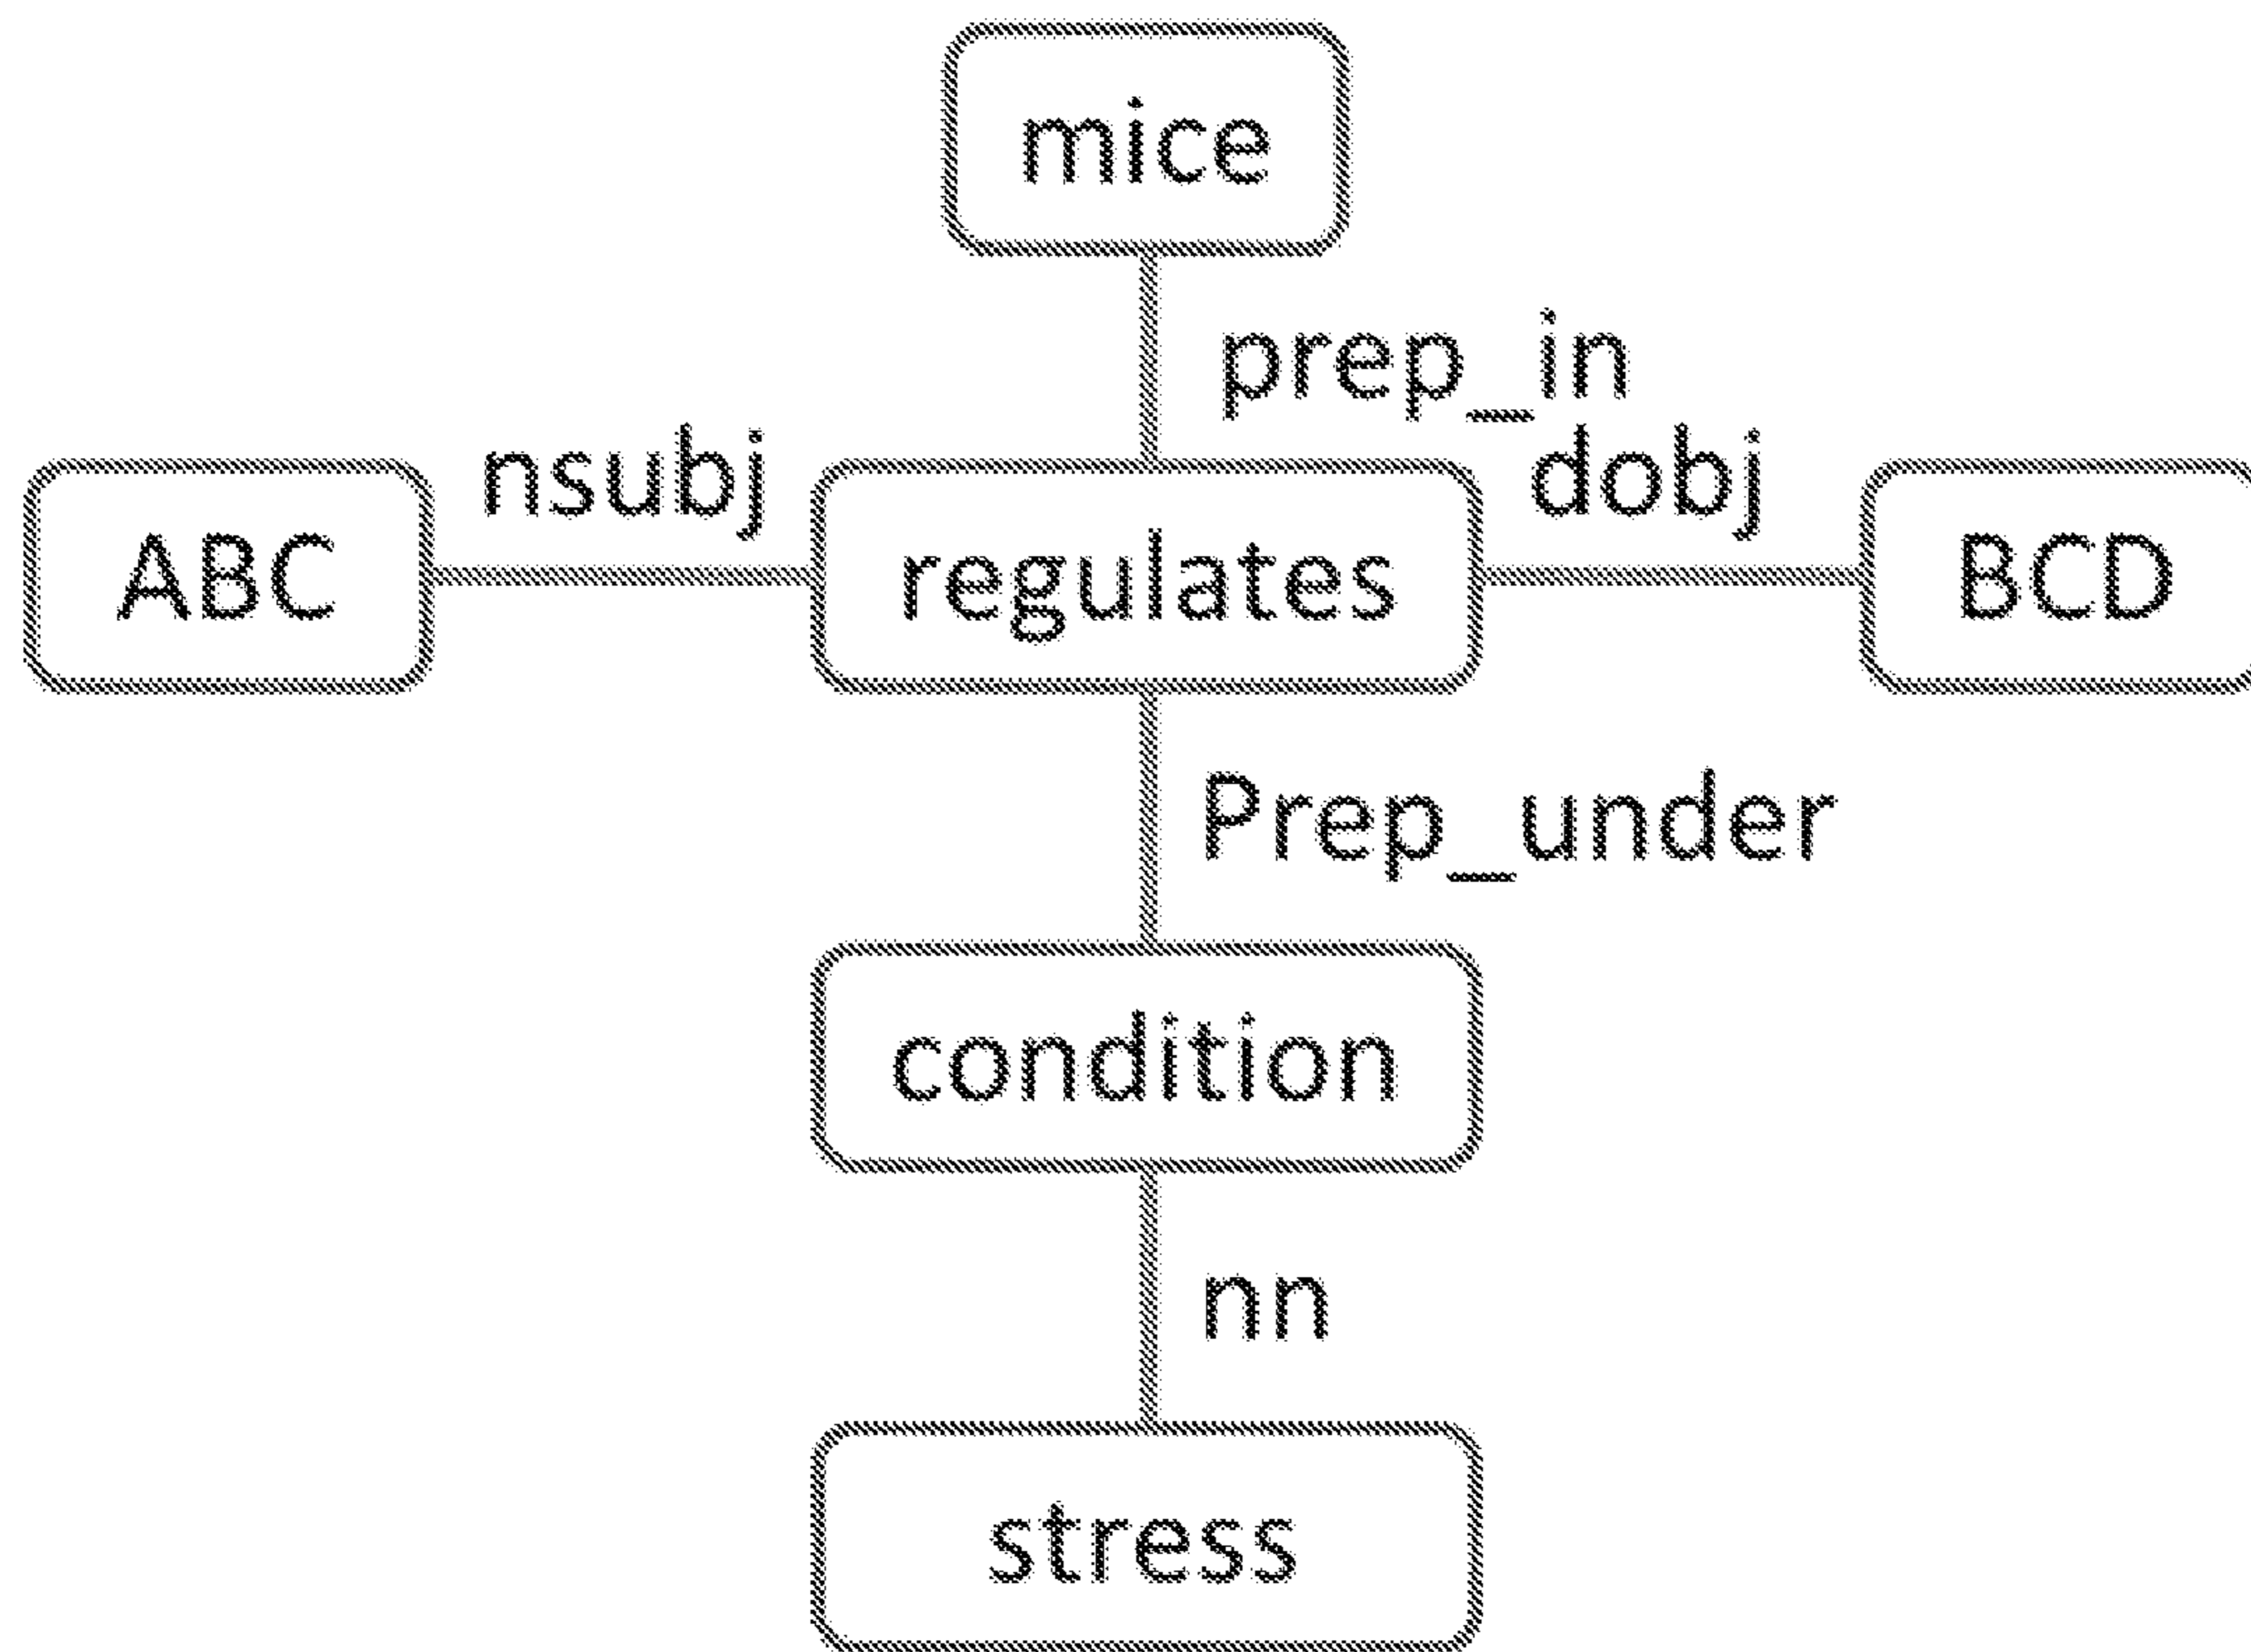 mice
prep_in
nsubj
dobj
ABC
regulates
BCD
Prep_under
condition
nn
stress